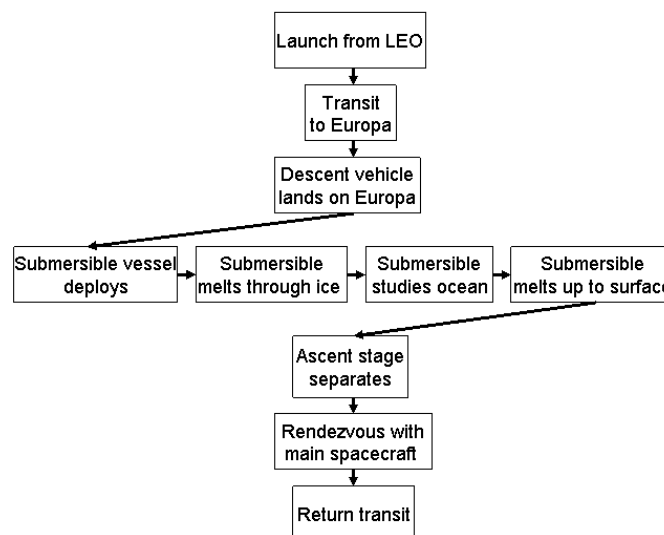 Launch from LEO
Transit
to Europa
Descent vehicle
lands on Europa
Submersible vessel
deploys
Submersible
melts through ice
Submersible
studies ocean
Submersible
melts up to surface
Ascent stage
separates
Rendezvous with
main spacecraft
Return transit